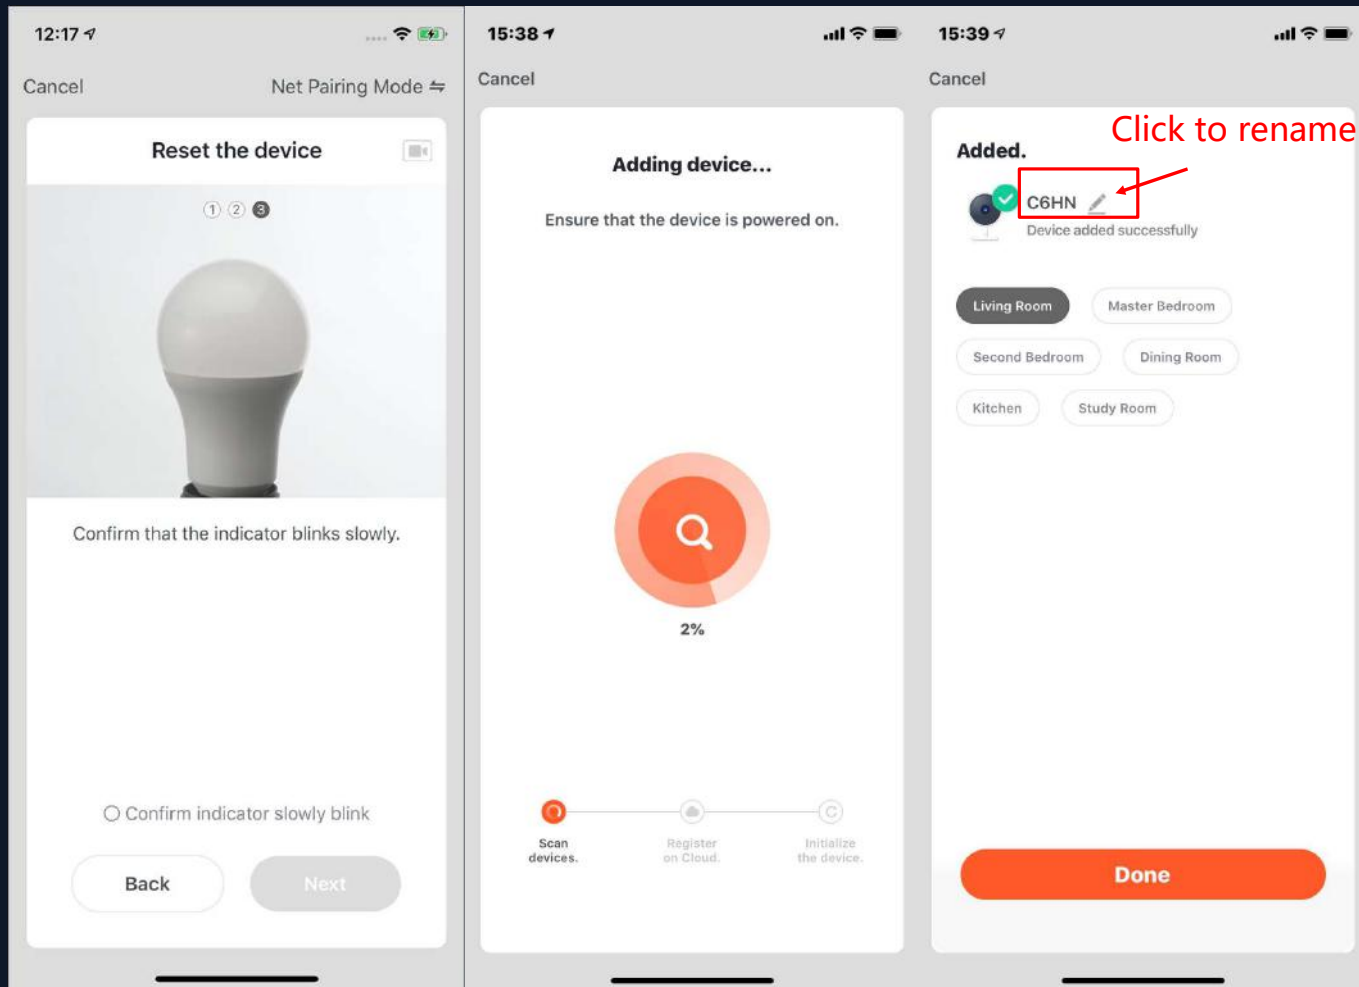 12:17
Cancel
Net Pairing Mode
Reset the device
1 2 3
Confirm that the indicator blinks slowly.
Confirm indicator slowly blink
Back
Next
15:38
Cancel
Adding device...
Ensure that the device is powered on.
2%
Scan
devices.
Register
on Cloud.
Initialize
the device.
15:39
Cancel
Click to rename
Added.
C6HN
Device added successfully
Living Room
Master Bedroom
Second Bedroom
Dining Room
Kitchen
Study Room
Done